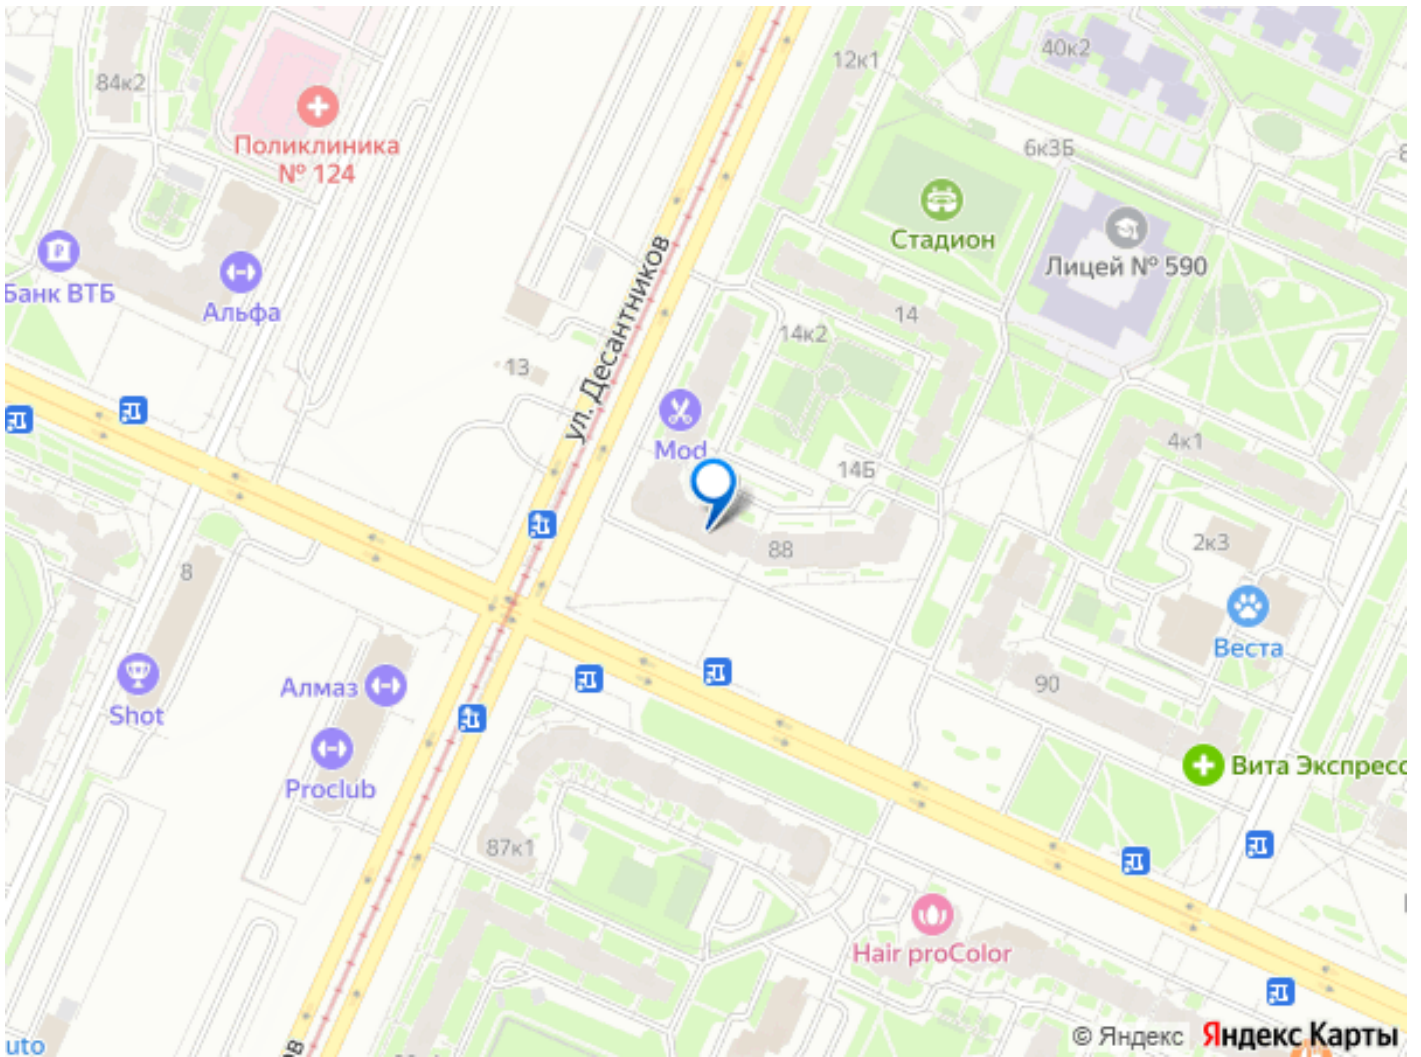 12к1
40к2
84к2
Поликлиника
№ 124
6к3Б
Стадион
Лицей № 590
Банк ВТБ
Альфа
ул. Десантников
14
14к2
13
Mod
14Б
4к1
88
2к3
8
Веста
Алмаз
90
Shot
Proclub
Вита Экспресс
87к1
Hair proColor
uto
© Яндекс Яндекс Карты